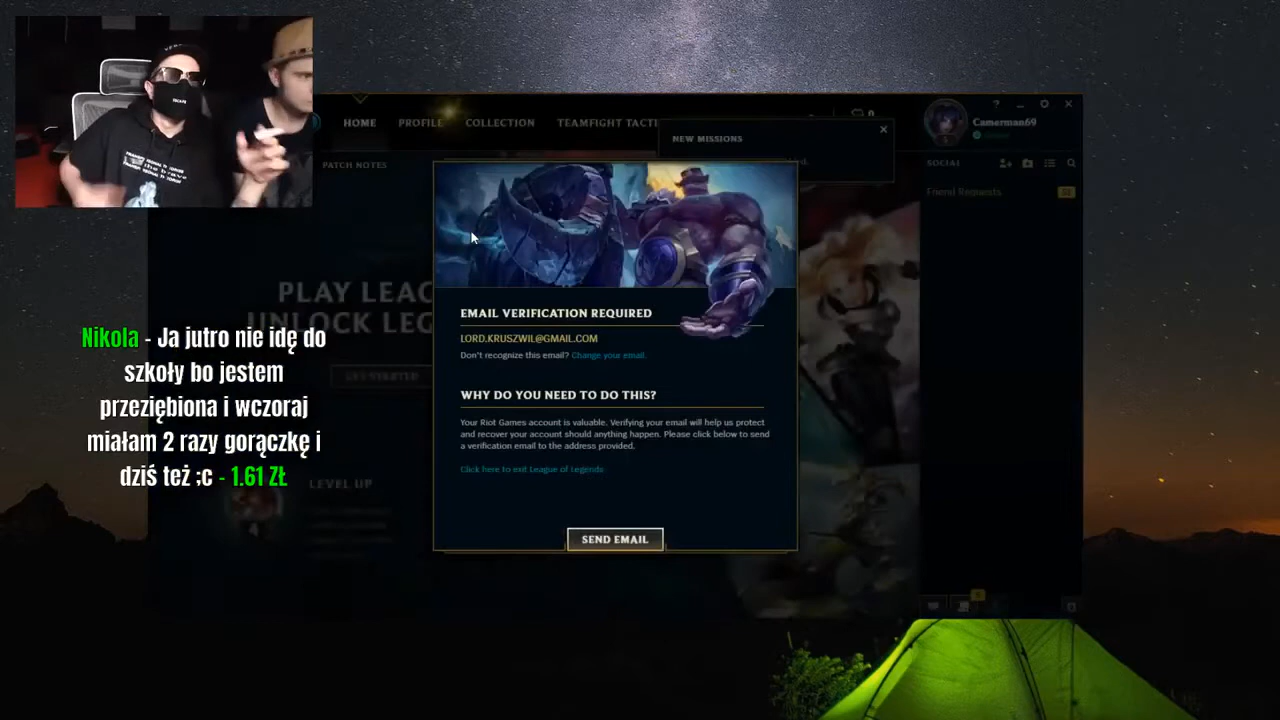 HOME
PROFILE
COLLECTION
TEAMFIGHT TACTI
0
? 
Camerman69
NEW MISSIONS
PATCH NOTES
SOCIAL
Friend Requests
EMAIL VERIFICATION REQUIRED
LORD.KRUSZWIL@GMAIL.COM
Don't recognize this email? Change your email.
WHY DO YOU NEED TO DO THIS?
Your Riot Games account is valuable. Verifying your email will help us protect
and recover your account should anything happen. Please click below to send
a verification email to the address provided.
Click here to exit League of Legends
SEND EMAIL
PLAY LEAG
UNLOCK LEG
GET STARTED
LEVEL UP
Nikola - Ja jutro nie idę do
szkoły bo jestem
przeziębiona i wczoraj
miałam 2 razy gorączkę i
dziś też ;c - 1.61 ZŁ